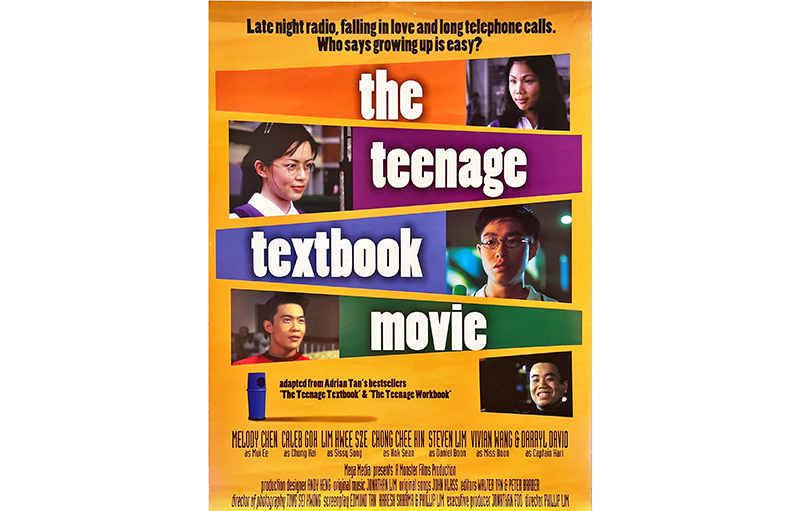 Late night radio, falling in love and long telephone calls.
Who says growing up is easy?
the
teenage
textbook
movie
adapted from Adrian Tan's bestsellers
'The Teenage Textbook' & 'The Teenage Workbook'
MELODY CHEN CALEB GOH LIM HWEE SZE CHONG CHEE KIN STEVEN LIM VIVIAN WANG & DARRYL DAVID
as Mui Ee as Chung Kai as Sissy Song as Kok Sean as Daniel Boon as Miss Boon as Captain Hari
Mega Media presents A Monster Films Production
production designer ANDY HENG original music JONATHAN LIM original songs JOHN KLASS editors WALTER TAN & PETER BARBER
director of photography TONG SEI KWONG screenplay EDMUND TAN HARESH SHARMA & PHILLIP LIM executive producer JONATHAN FOO director PHILLIP LIM